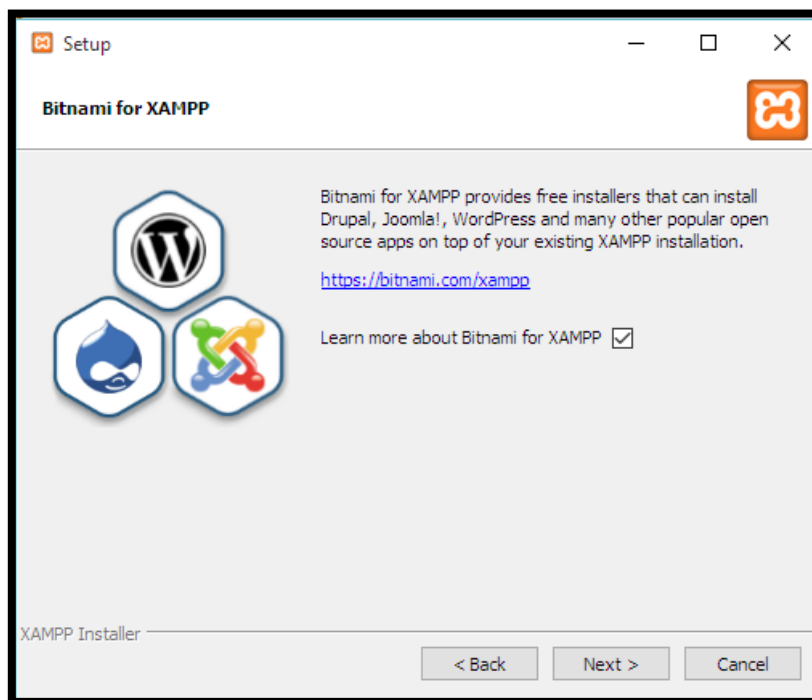 Setup
Bitnami for XAMPP
Bitnami for XAMPP provides free installers that can install
Drupal, Joomla!, WordPress and many other popular open
source apps on top of your existing XAMPP installation.
https://bitnami.com/xampp
Learn more about Bitnami for XAMPP
XAMPP Installer
< Back
Next >
Cancel